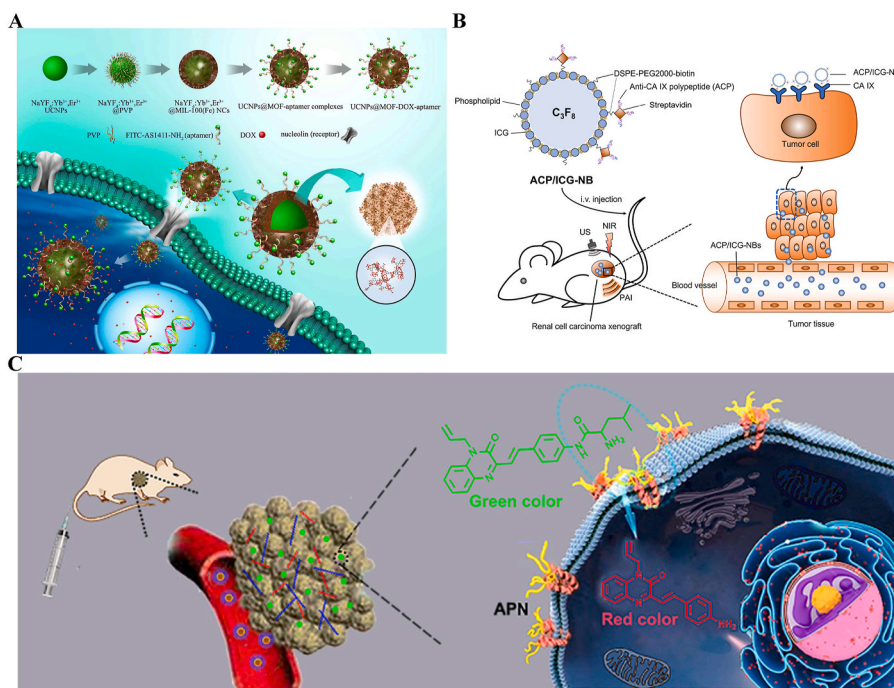 A
NaYF4:Yb3+,Er3+
UCNPs
NaYF4:Yb3+,Er3+
@PVP
NaYF4:Yb3+,Er3+
@MIL-100(Fe) NCs
UCNPs@MOF-aptamer complexes
UCNPs@MOF-DOX-aptamer
PVP
FITC-AS1411-NH2 (aptamer)
DOX
nucleolin (receptor)
B
DSPE-PEG2000-biotin
Anti-CA IX polypeptide (ACP)
Streptavidin
Phospholipid
C3F8
ICG
ACP/ICG-NB
i.v. injection
US
NIR
PAI
Renal cell carcinoma xenograft
ACP/ICG-N
CA IX
Tumor cell
ACP/ICG-NBs
Blood vessel
Tumor tissue
C
N
O
N
O
N
H
NH2
Green color
APN
N
O
N
NH2
Red color